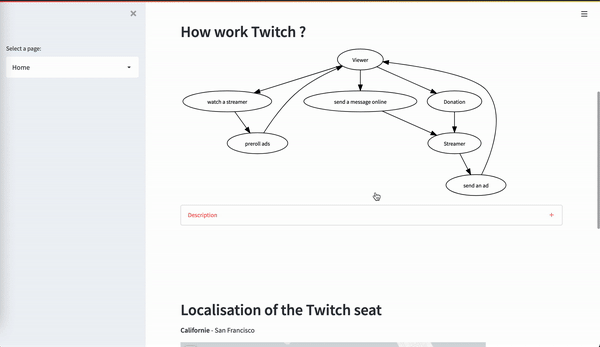 Select a page:
Home
How work Twitch ?
Viewer
watch a streamer
send a message online
Donation
preroll ads
Streamer
send an ad
Description
Localisation of the Twitch seat
Californie - San Francisco